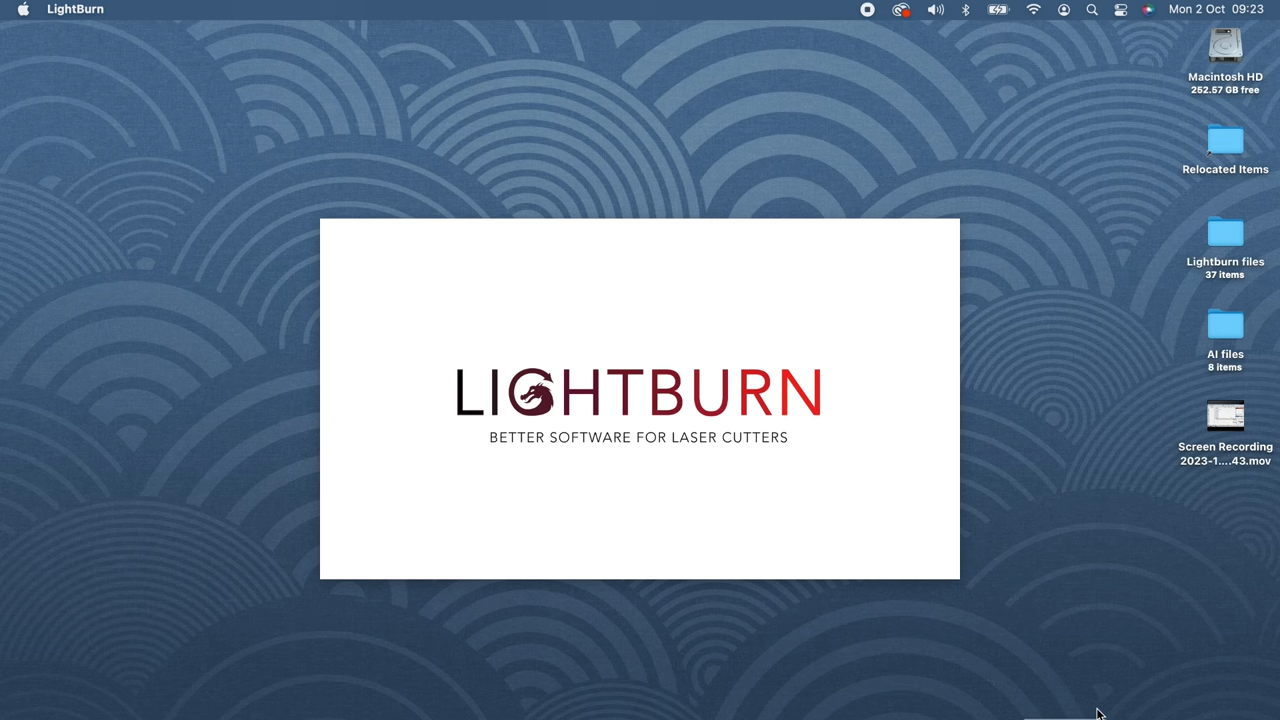 LightBurn
Mon 2 Oct 09:23
Macintosh HD
252.57 GB free
Relocated Items
Lightburn files
37 items
AI files
8 items
Screen Recording
2023-1....43.mov
LIGHTBURN
BETTER SOFTWARE FOR LASER CUTTERS